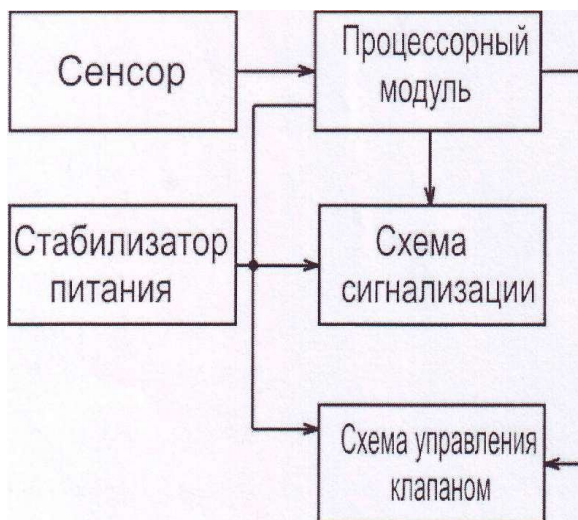 Сенсор
Процессорный
модуль
Стабилизатор
питания
Схема
сигнализации
Схема управления
клапаном